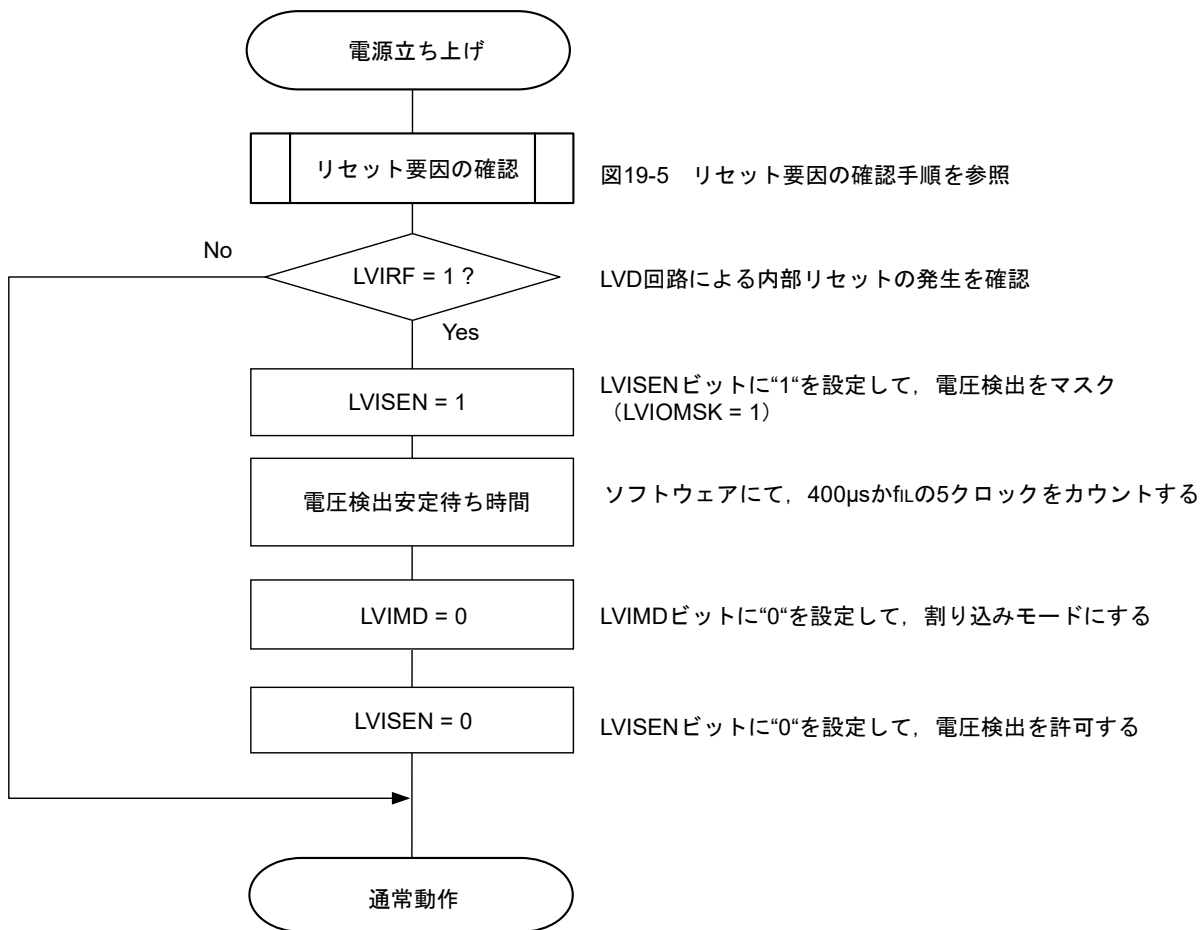 電源立ち上げ
リセット要因の確認
図19-5　リセット要因の確認手順を参照
No
LVIRF = 1 ?
LVD回路による内部リセットの発生を確認
Yes
LVISEN = 1
LVISENビットに“1“を設定して，電圧検出をマスク
（LVIOMSK = 1）
電圧検出安定待ち時間
ソフトウェアにて，400µsかfILの5クロックをカウントする
LVIMD = 0
LVIMDビットに“0“を設定して，割り込みモードにする
LVISEN = 0
LVISENビットに“0“を設定して，電圧検出を許可する
通常動作